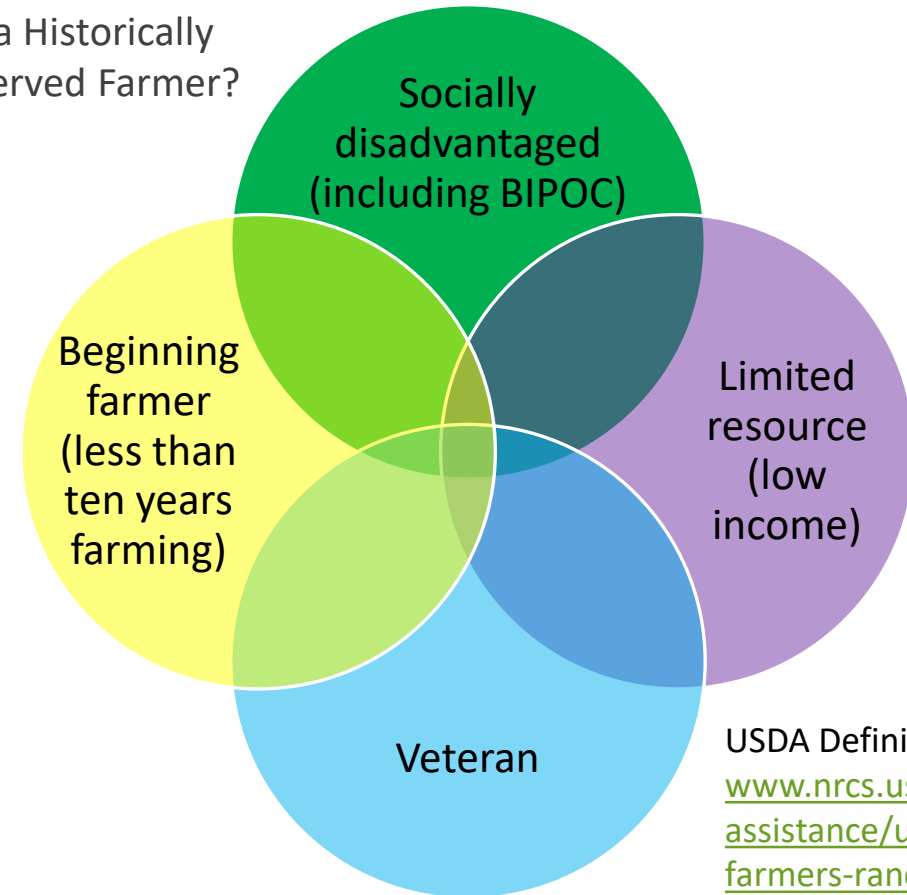 a Historically
erved Farmer?
Socially
disadvantaged
(including BIPOC)
Beginning
farmer
(less than
ten years
farming)
Limited
resource
(low
income)
Veteran
USDA Defini
www.nrcs.us
assistance/u
farmers-ranc